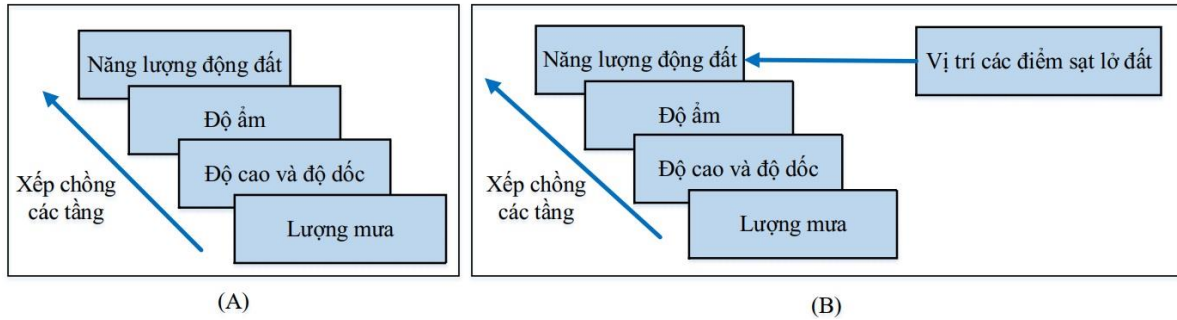 Năng lượng động đất
Độ ẩm
Độ cao và độ dốc
Lượng mưa
Xếp chồng
các tầng
(A)
Năng lượng động đất
Vị trí các điểm sạt lở đất
Độ ẩm
Độ cao và độ dốc
Lượng mưa
Xếp chồng
các tầng
(B)